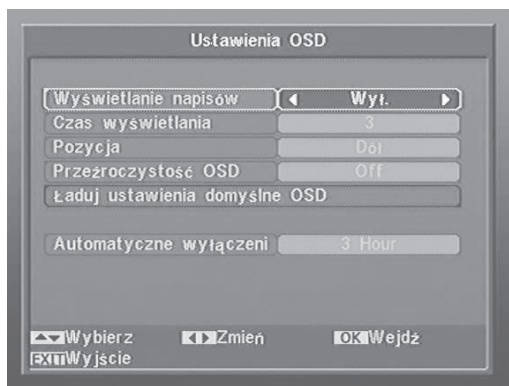 Ustawienia OSD
Wyświetlanie napisów Wył.
Czas wyświetlania 3
Pozycja Dół
Przeźroczystość OSD Off
Ładuj ustawienia domyślne OSD
Automatyczne wyłączeni 3 Hour
Wybierz Zmień OK Wejdź
EXIT Wyjście